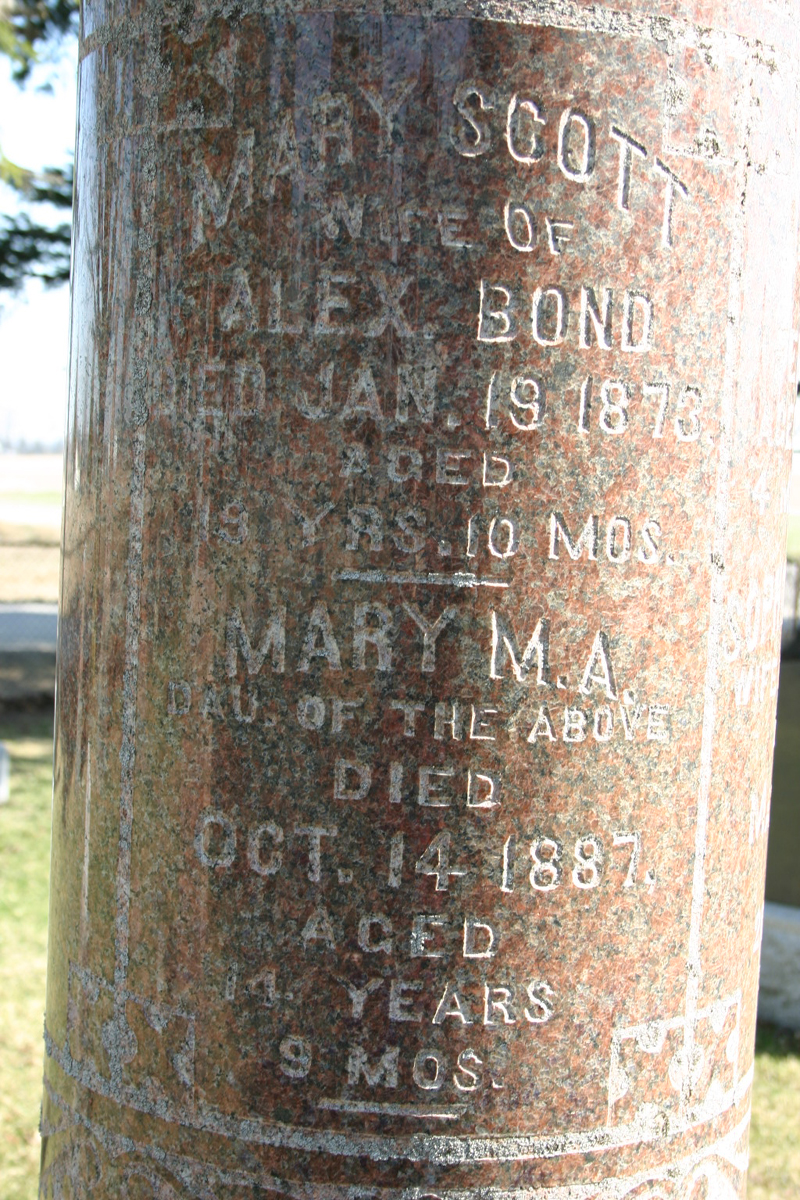 MARY SCOTT
WIFE OF
ALEX. BOND
DIED JAN. 19 1873.
AGED
YRS. 10 MOS.
MARY M.A.
DAU. OF THE ABOVE
DIED
OCT. 14 1887.
AGED
14 YEARS
9 MOS.